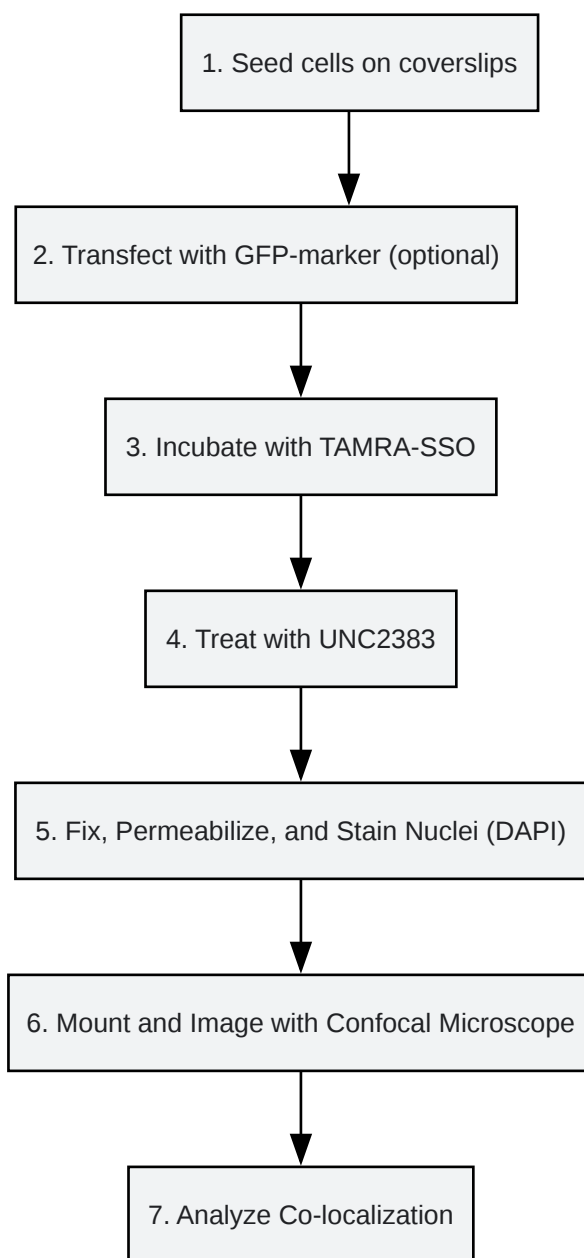 1. Seed cells on coverslips
2. Transfect with GFP-marker (optional)
3. Incubate with TAMRA-SSO
4. Treat with UNC2383
5. Fix, Permeabilize, and Stain Nuclei (DAPI)
6. Mount and Image with Confocal Microscope
7. Analyze Co-localization